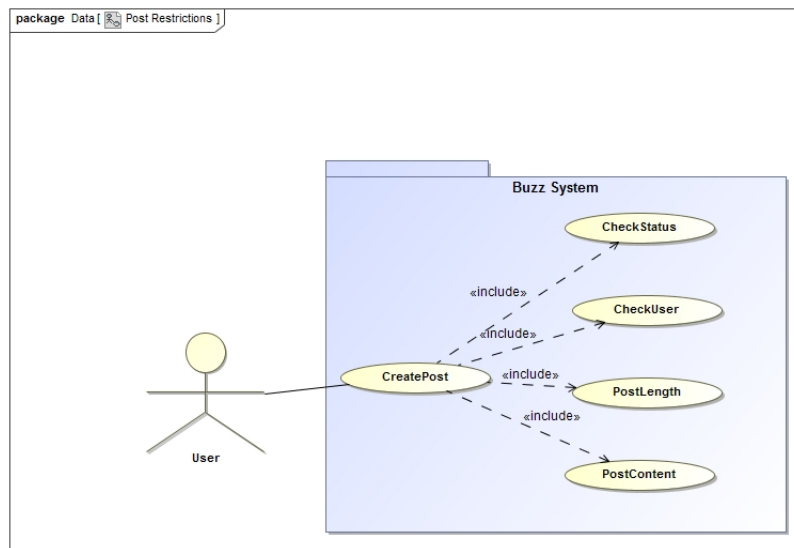 package Data [ Post Restrictions ]
Buzz System
CheckStatus
«include»
CheckUser
«include»
CreatePost
«include»
PostLength
«include»
PostContent
User